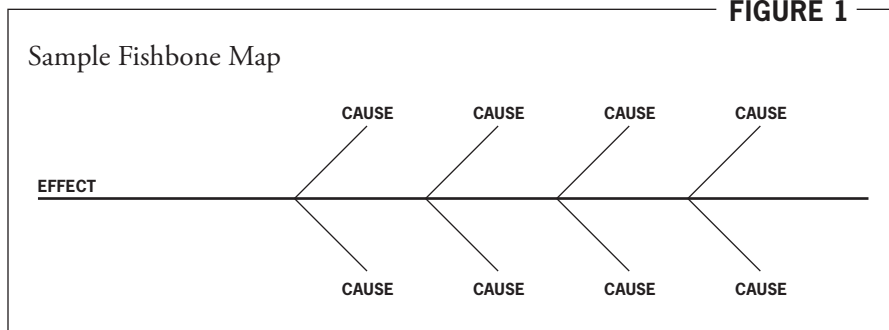 FIGURE 1
Sample Fishbone Map
CAUSE CAUSE CAUSE CAUSE
EFFECT
CAUSE CAUSE CAUSE CAUSE